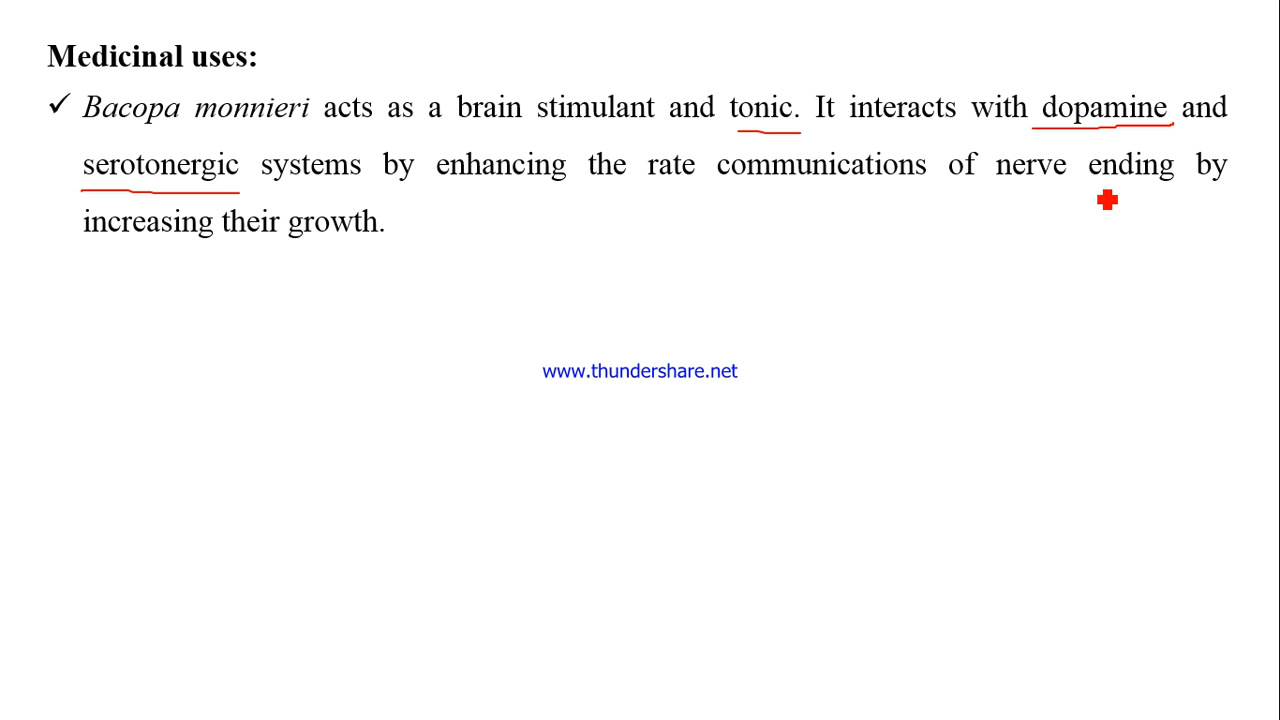 Medicinal uses:
✓ Bacopa monnieri acts as a brain stimulant and tonic. It interacts with dopamine and
serotonergic systems by enhancing the rate communications of nerve ending by
increasing their growth.
www.thundershare.net